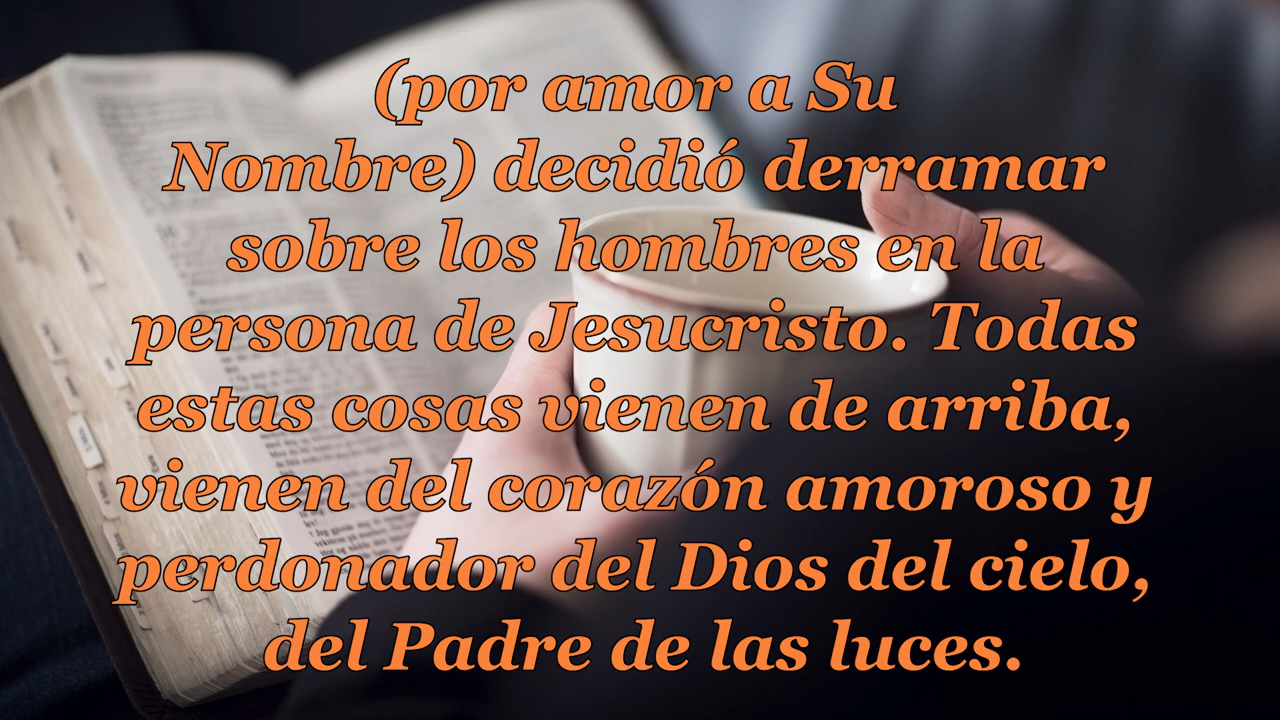 (por amor a Su
Nombre) decidió derramar
sobre los hombres en la
persona de Jesucristo. Todas
estas cosas vienen de arriba,
vienen del corazón amoroso y
perdonador del Dios del cielo,
del Padre de las luces.